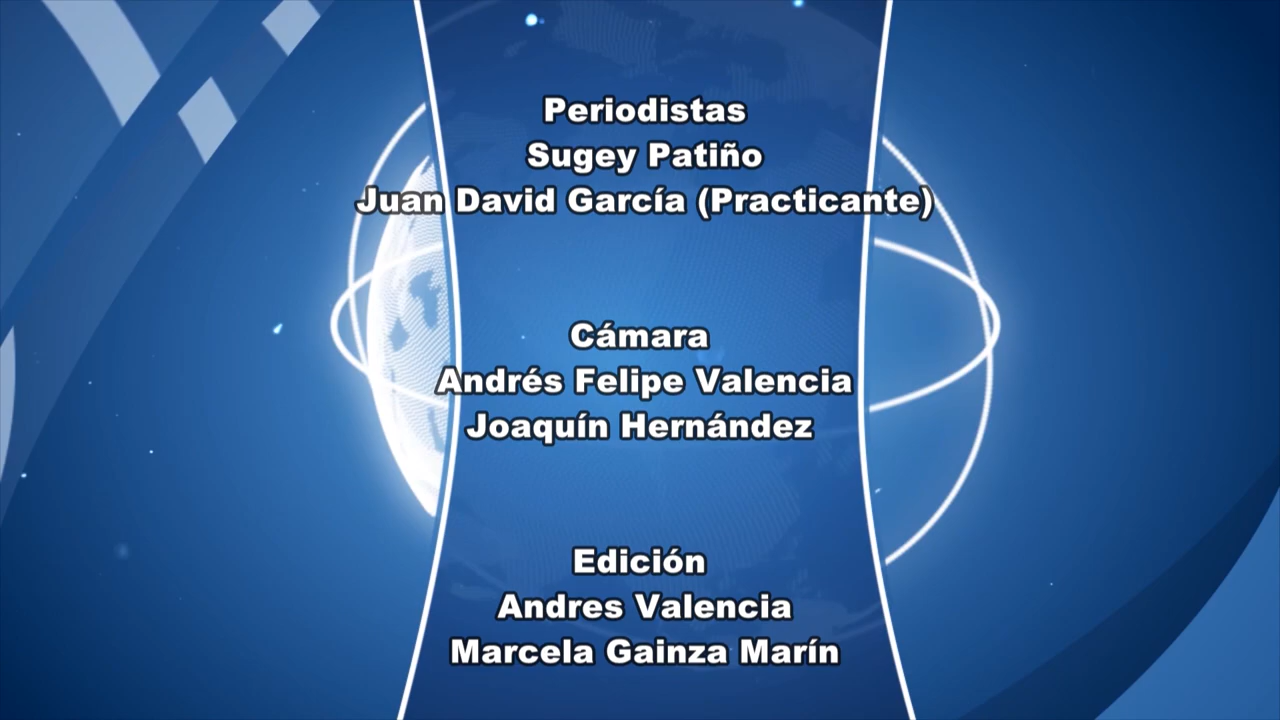 Periodistas
Sugey Patiño
Juan David García (Practicante)
Cámara
Andrés Felipe Valencia
Joaquín Hernández
Edición
Andres Valencia
Marcela Gainza Marín